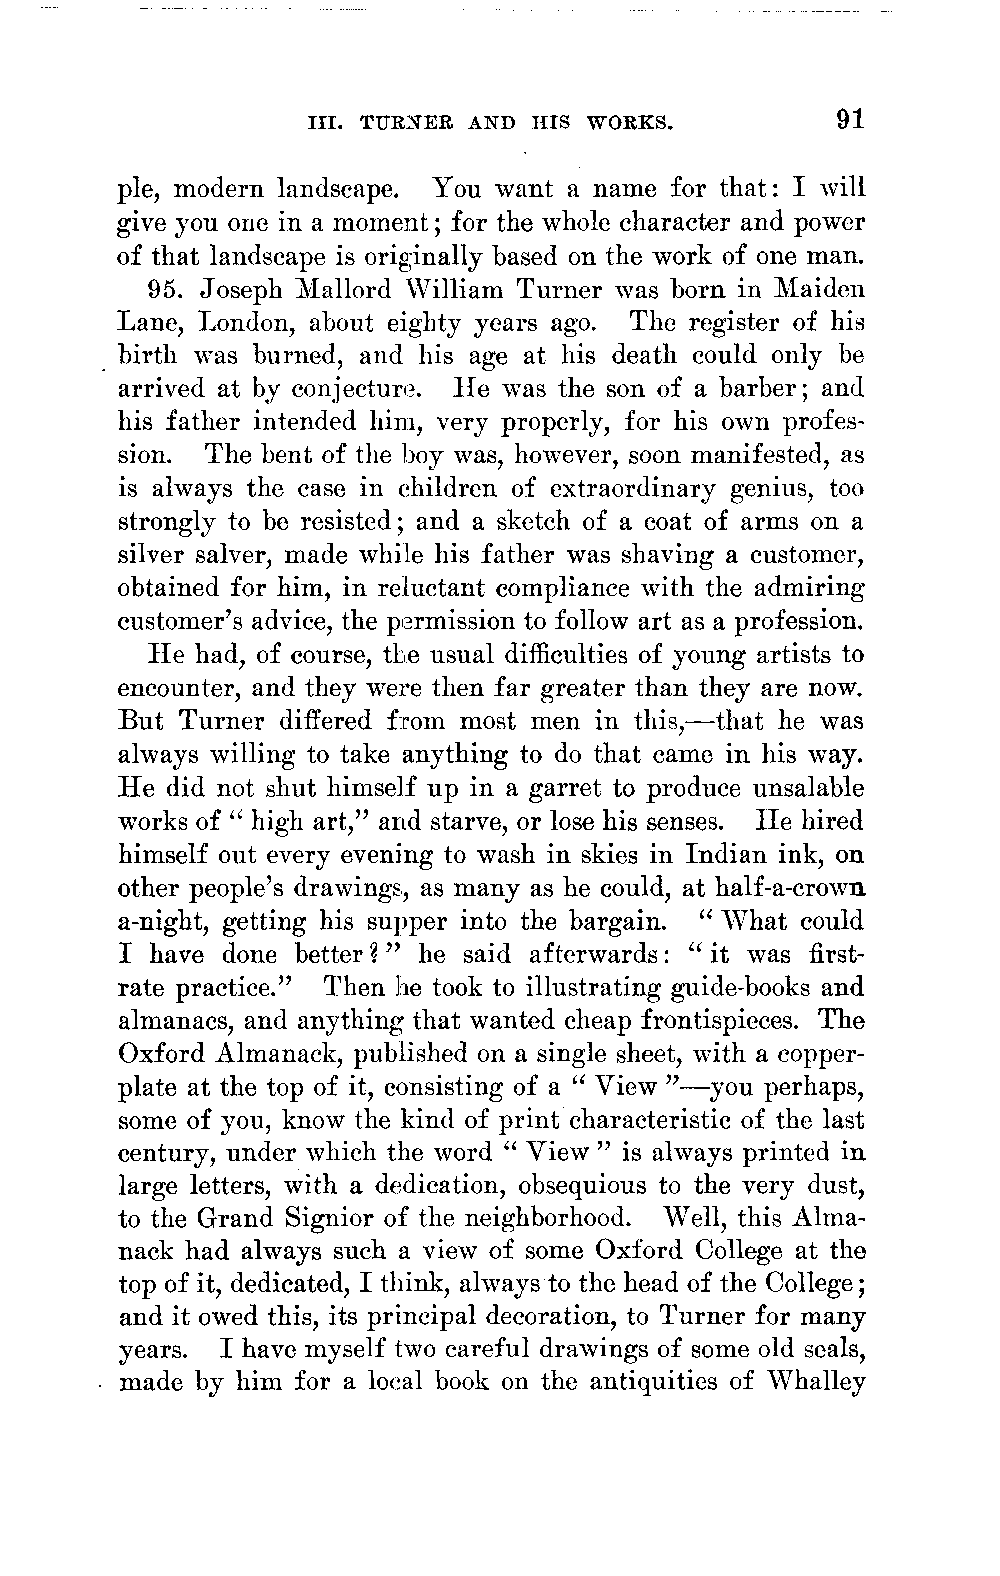 III. TURNER AND HIS WORKS. 91
ple, modern landscape. You want a name for that: I will
give you one in a moment; for the whole character and power
of that landscape is originally based on the work of one man.
95. Joseph Mallord William Turner was born in Maiden
Lane, London, about eighty years ago. The register of his
birth was burned, and his age at his death could only be
arrived at by conjecture. He was the son of a barber; and
his father intended him, very properly, for his own profes-
sion. The bent of the boy was, however, soon manifested, as
is always the case in children of extraordinary genius, too
strongly to be resisted; and a sketch of a coat of arms on a
silver salver, made while his father was shaving a customer,
obtained for him, in reluctant compliance with the admiring
customer's advice, the permission to follow art as a profession.
He had, of course, the usual difficulties of young artists to
encounter, and they were then far greater than they are now.
But Turner differed from most men in this,—that he was
always willing to take anything to do that came in his way.
He did not shut himself up in a garret to produce unsalable
works of "high art," and starve, or lose his senses. He hired
himself out every evening to wash in skies in Indian ink, on
other people's drawings, as many as he could, at half-a-crown
a-night, getting his supper into the bargain. "What could
I have done better?" he said afterwards: "it was first-
rate practice." Then he took to illustrating guide-books and
almanacs, and anything that wanted cheap frontispieces. The
Oxford Almanack, published on a single sheet, with a copper-
plate at the top of it, consisting of a "View"—you perhaps,
some of you, know the kind of print characteristic of the last
century, under which the word "View" is always printed in
large letters, with a dedication, obsequious to the very dust,
to the Grand Signior of the neighborhood. Well, this Alma-
nack had always such a view of some Oxford College at the
top of it, dedicated, I think, always to the head of the College;
and it owed this, its principal decoration, to Turner for many
years. I have myself two careful drawings of some old seals,
made by him for a local book on the antiquities of Whalley